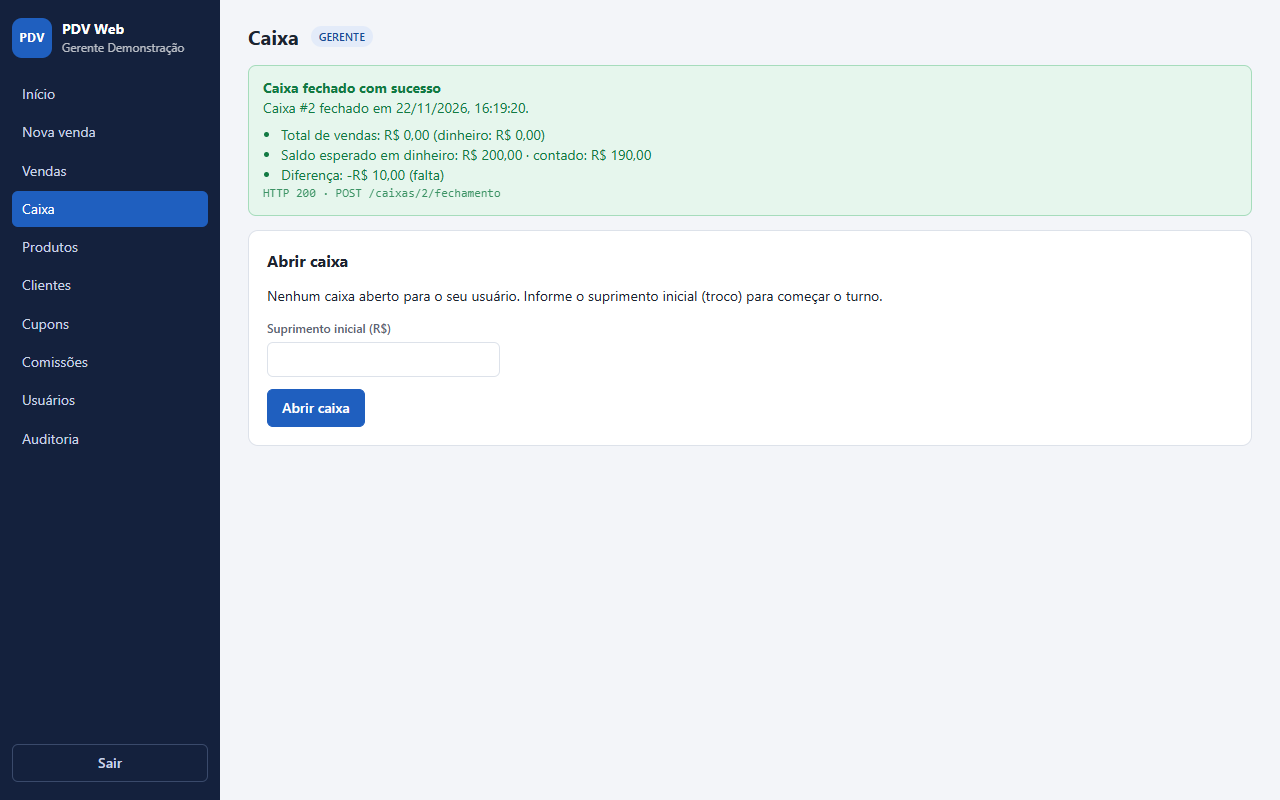 PDV
PDV Web
Gerente Demonstração
Início
Nova venda
Vendas
Caixa
Produtos
Clientes
Cupons
Comissões
Usuários
Auditoria
Sair
Caixa
GERENTE
Caixa fechado com sucesso
Caixa #2 fechado em 22/11/2026, 16:19:20.
• Total de vendas: R$ 0,00 (dinheiro: R$ 0,00)
• Saldo esperado em dinheiro: R$ 200,00 · contado: R$ 190,00
• Diferença: -R$ 10,00 (falta)
HTTP 200 · POST /caixas/2/fechamento
Abrir caixa
Nenhum caixa aberto para o seu usuário. Informe o suprimento inicial (troco) para começar o turno.
Suprimento inicial (R$)
Abrir caixa